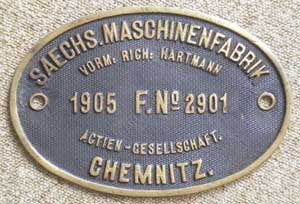 SAECHS. MASCHINENFABRIK
VORM: RICH: HARTMANN
1905 F. No 2901
ACTIEN-GESELLSCHAFT.
CHEMNITZ.